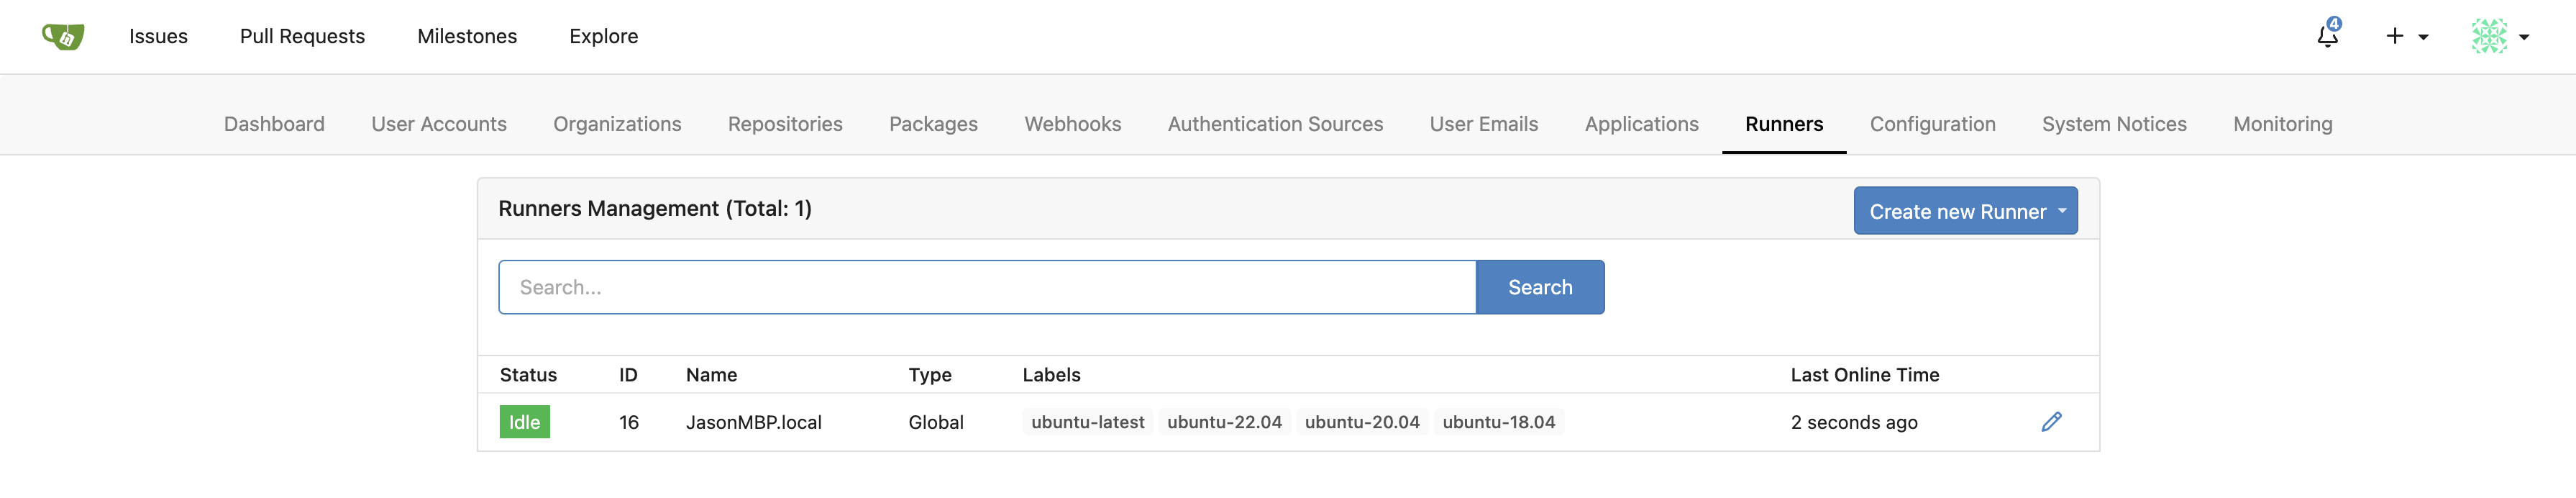 Issues Pull Requests Milestones Explore 4
Dashboard User Accounts Organizations Repositories Packages Webhooks Authentication Sources User Emails Applications Runners Configuration System Notices Monitoring
Runners Management (Total: 1) Create new Runner
Search... Search
Status ID Name Type Labels Last Online Time
Idle 16 JasonMBP.local Global ubuntu-latest ubuntu-22.04 ubuntu-20.04 ubuntu-18.04 2 seconds ago